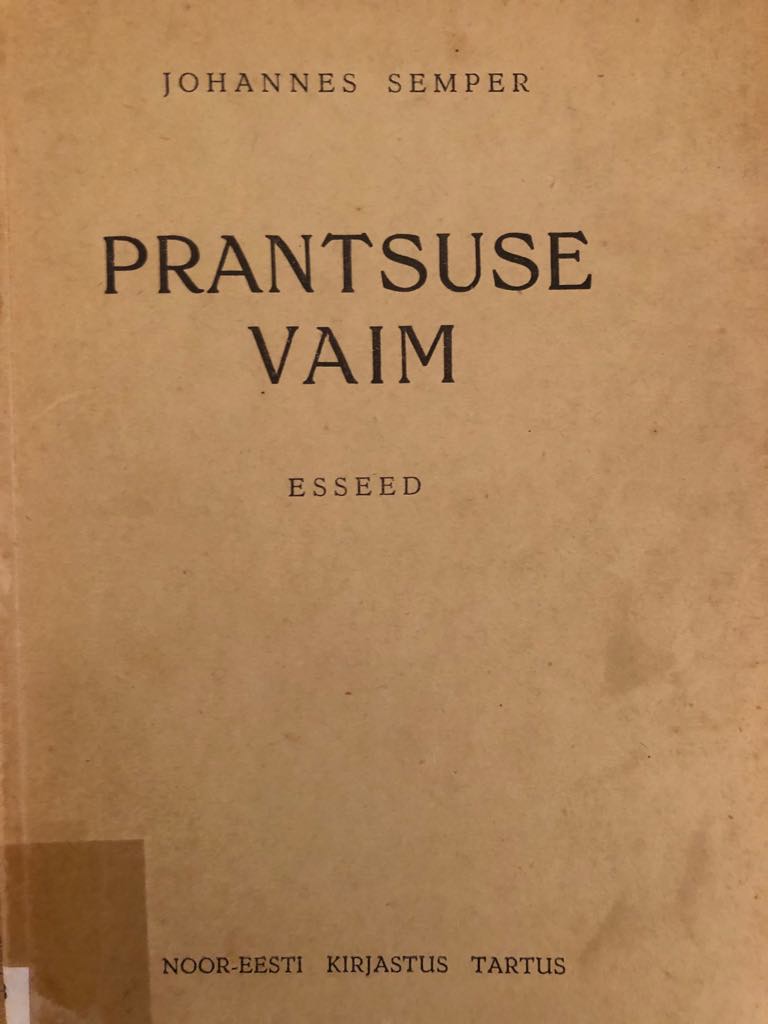 JOHANNES SEMPER
PRANTSUSE
VAIM
ESSEED
NOOR-EESTI KIRJASTUS TARTUS